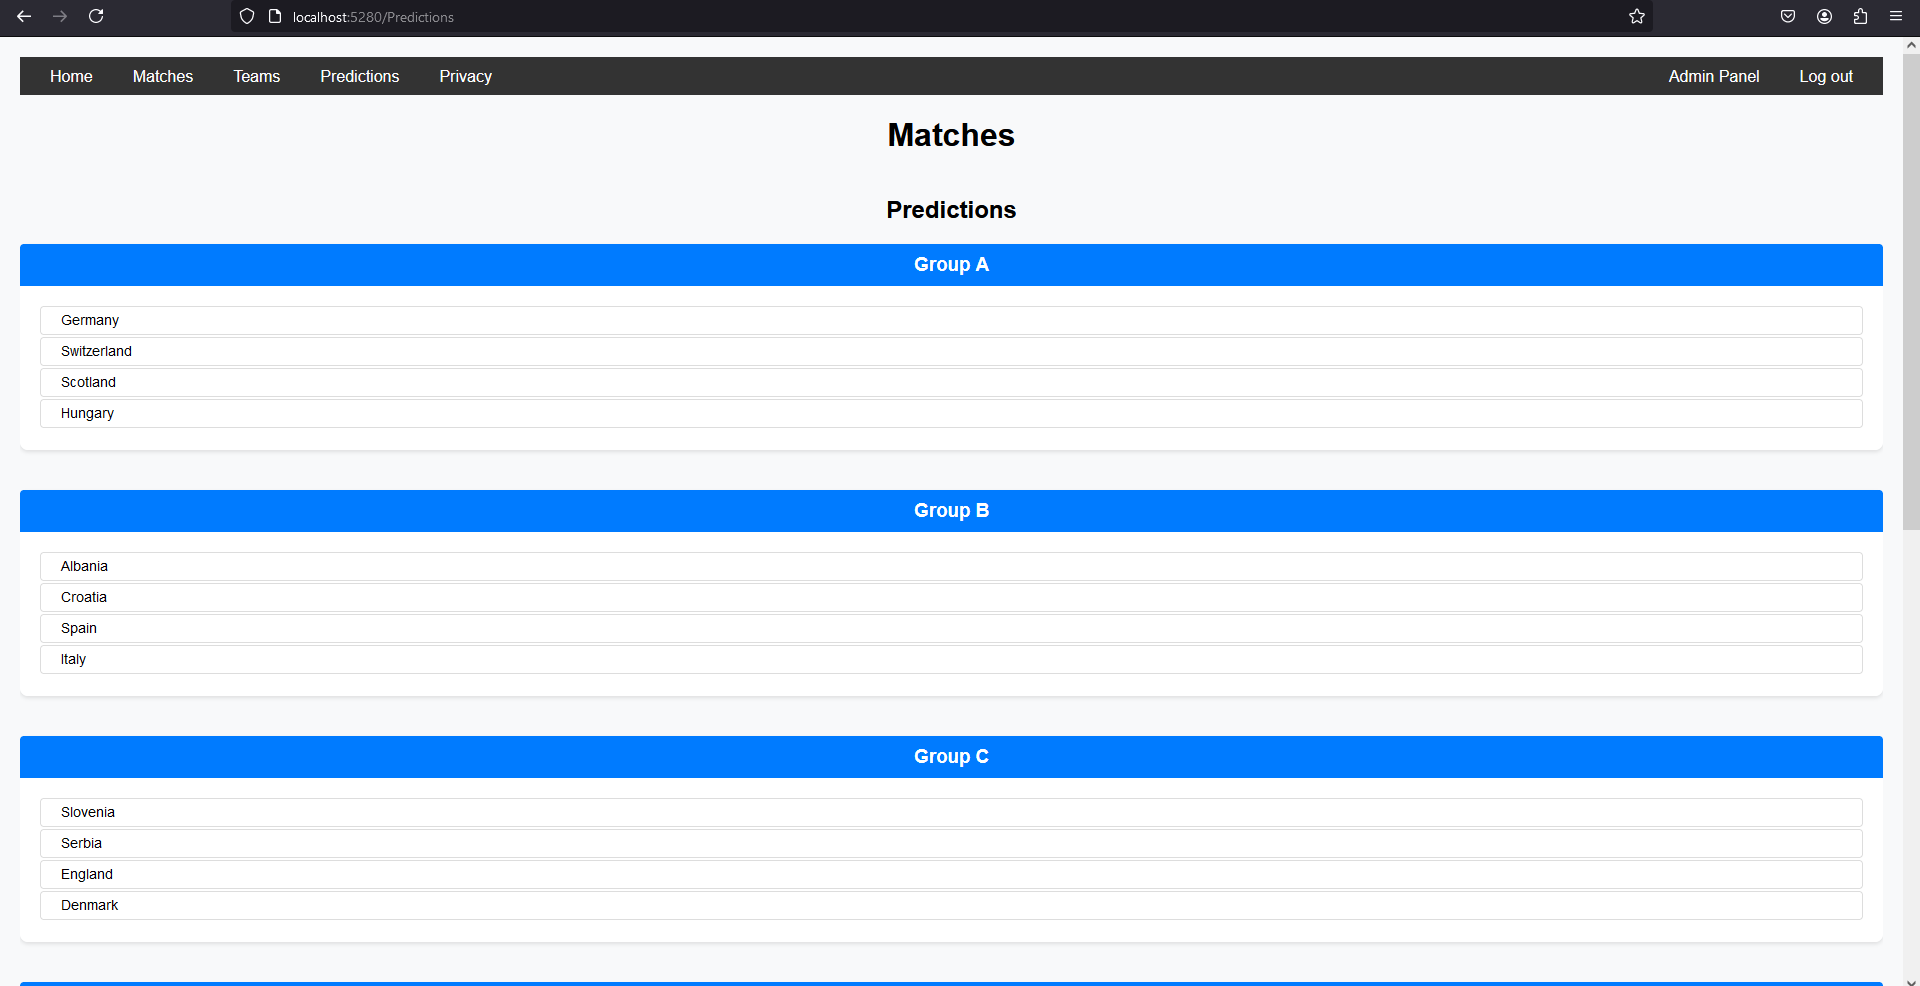 localhost:5280/Predictions
Home Matches Teams Predictions Privacy Admin Panel Log out
Matches
Predictions
Group A
Germany
Switzerland
Scotland
Hungary
Group B
Albania
Croatia
Spain
Italy
Group C
Slovenia
Serbia
England
Denmark